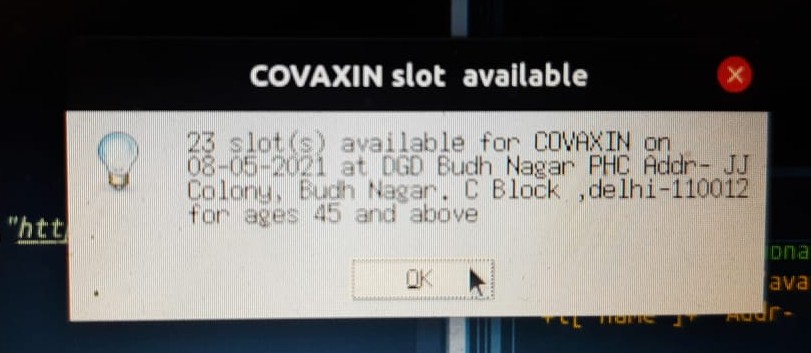 COVAXIN slot available
23 slot(s) available for COVAXIN on
08-05-2021 at DGD Budh Nagar PHC Addr- JJ
Colony, Budh Nagar. C Block ,delhi-110012
for ages 45 and above
"htt
OK
ava
Addr-